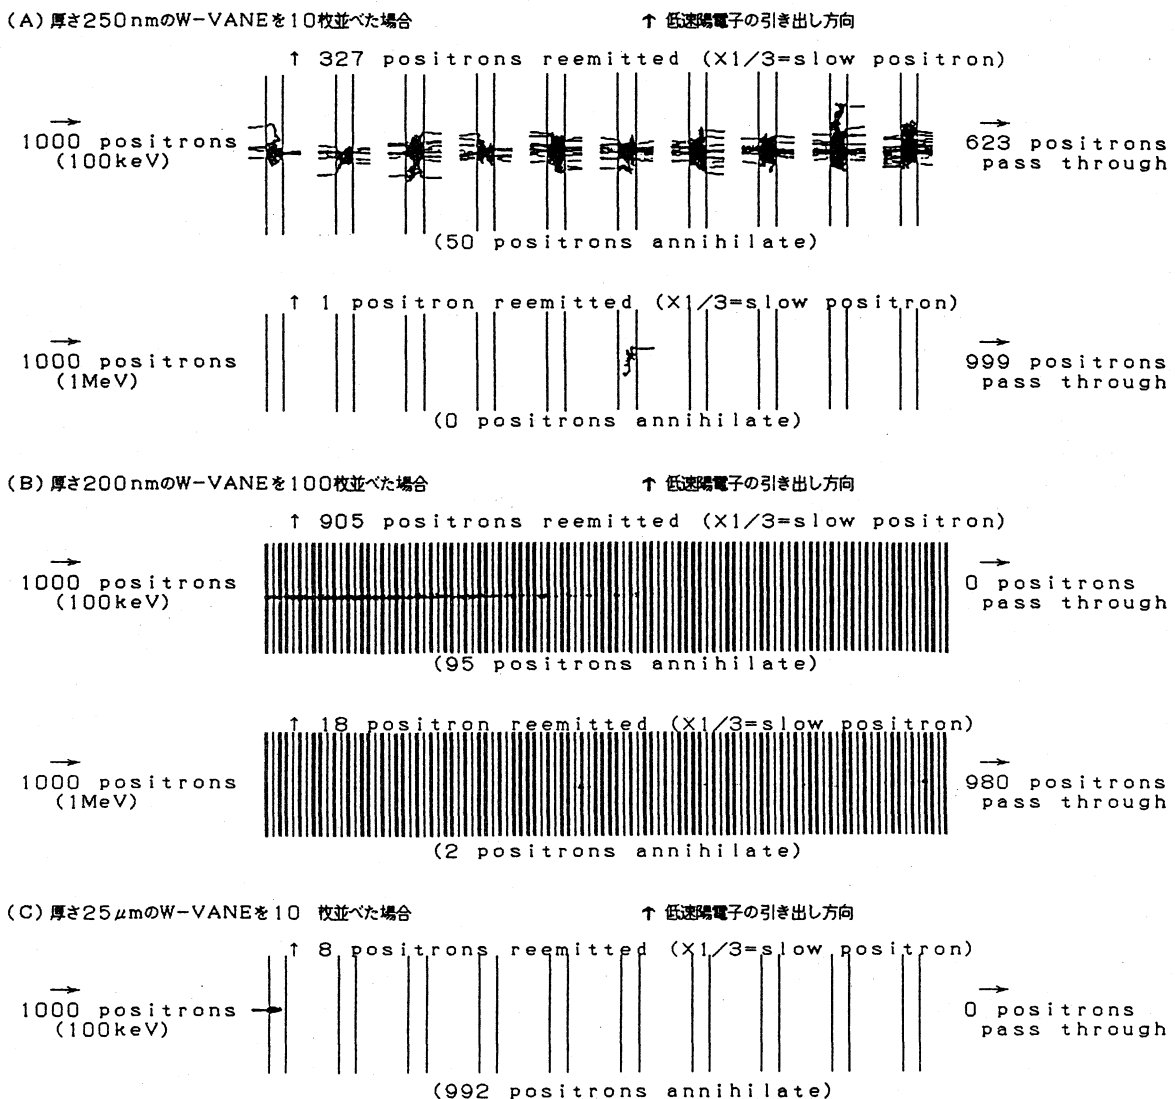 (A) 厚さ250nmのW-VANEを10枚並べた場合 ↑ 低速陽電子の引き出し方向
↑ 327 positrons reemitted (X1/3=slow positron)
→
1000 positrons
(100keV)
→
623 positrons
pass through
(50 positrons annihilate)
↑ 1 positron reemitted (X1/3=slow positron)
→
1000 positrons
(1MeV)
→
999 positrons
pass through
(0 positrons annihilate)
(B) 厚さ200nmのW-VANEを100枚並べた場合 ↑ 低速陽電子の引き出し方向
↑ 905 positrons reemitted (X1/3=slow positron)
→
1000 positrons
(100keV)
→
0 positrons
pass through
(95 positrons annihilate)
↑ 18 positron reemitted (X1/3=slow positron)
→
1000 positrons
(1MeV)
→
980 positrons
pass through
(2 positrons annihilate)
(C) 厚さ25μmのW-VANEを10 枚並べた場合 ↑ 低速陽電子の引き出し方向
↑ 8 positrons reemitted (X1/3=slow positron)
→
1000 positrons
(100keV)
→
0 positrons
pass through
(992 positrons annihilate)